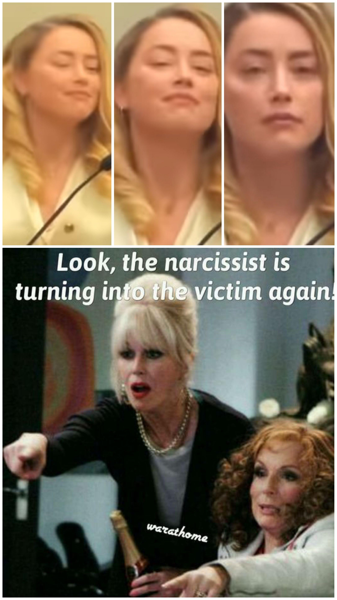 Look, the narcissist is
turning into the victim again!
warathome